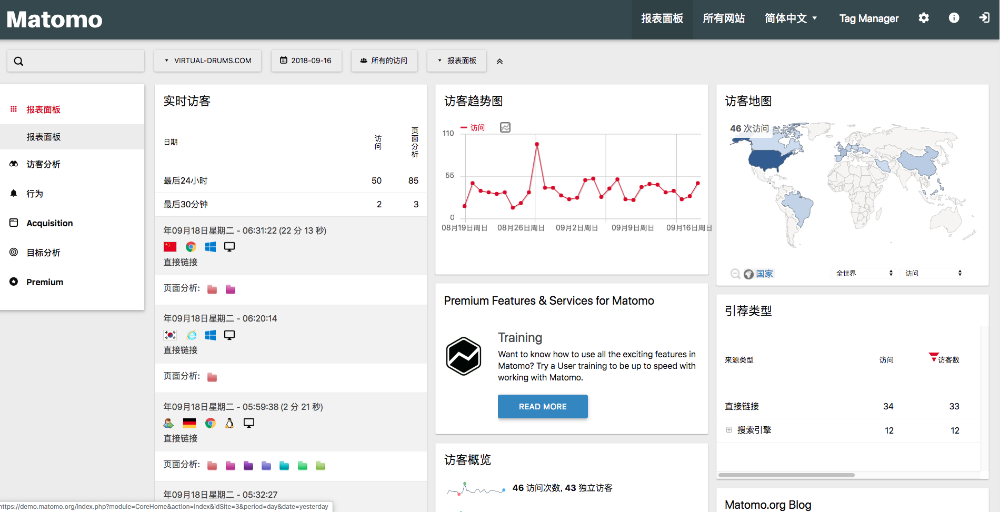 Matomo
报表面板
所有网站
简体中文
Tag Manager
VIRTUAL-DRUMS.COM
2018-09-16
所有的访问
报表面板
报表面板
报表面板
访客分析
行为
Acquisition
目标分析
Premium
实时访客
日期
访问
页面分析
最后24小时 50 85
最后30分钟 2 3
年09月18日星期二 - 06:31:22 (22 分 13 秒)
直接链接
页面分析:
年09月18日星期二 - 06:20:14
直接链接
页面分析:
年09月18日星期二 - 05:59:38 (2 分 21 秒)
直接链接
页面分析:
年09月18日星期二 - 05:32:27
https://demo.matomo.org/index.php?module=CoreHome&action=index&idSite=3&period=day&date=yesterday
访客趋势图
访问
110
55
0
08月19日周日 08月26日周日 09月2日周日 09月9日周日 09月16日周日
Premium Features & Services for Matomo
Training
Want to know how to use all the exciting features in
Matomo? Try a User training to be up to speed with
working with Matomo.
READ MORE
访客概览
46 访问次数, 43 独立访客
访客地图
46 次访问
国家
全世界
访问
引荐类型
来源类型 访问 访客数
直接链接 34 33
搜索引擎 12 12
Matomo.org Blog